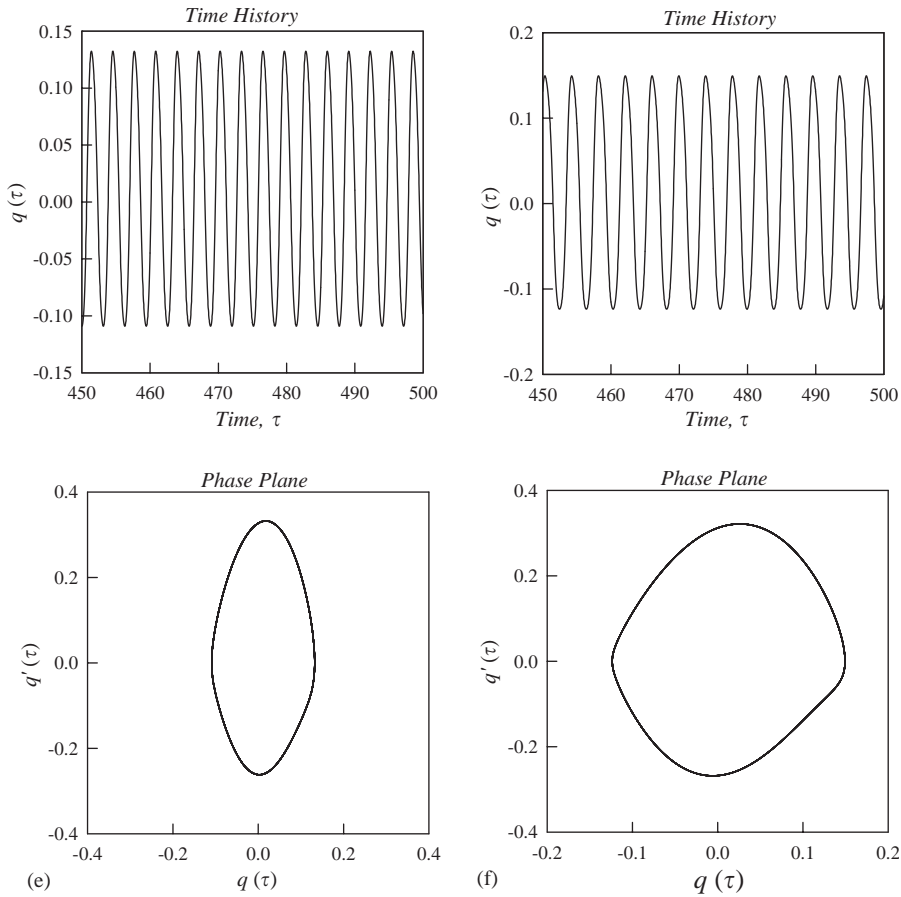 Time History
0.15
0.10
0.05
0.00
-0.05
-0.10
-0.15
q (τ)
450 460 470 480 490 500
Time, τ
Time History
0.2
0.1
0.0
-0.1
-0.2
q (τ)
450 460 470 480 490 500
Time, τ
Phase Plane
0.4
0.2
0.0
-0.2
-0.4
q' (τ)
-0.4 -0.2 0.0 0.2 0.4
(e) q (τ)
Phase Plane
0.4
0.2
0.0
-0.2
-0.4
q' (τ)
-0.2 -0.1 0.0 0.1 0.2
(f) q (τ)